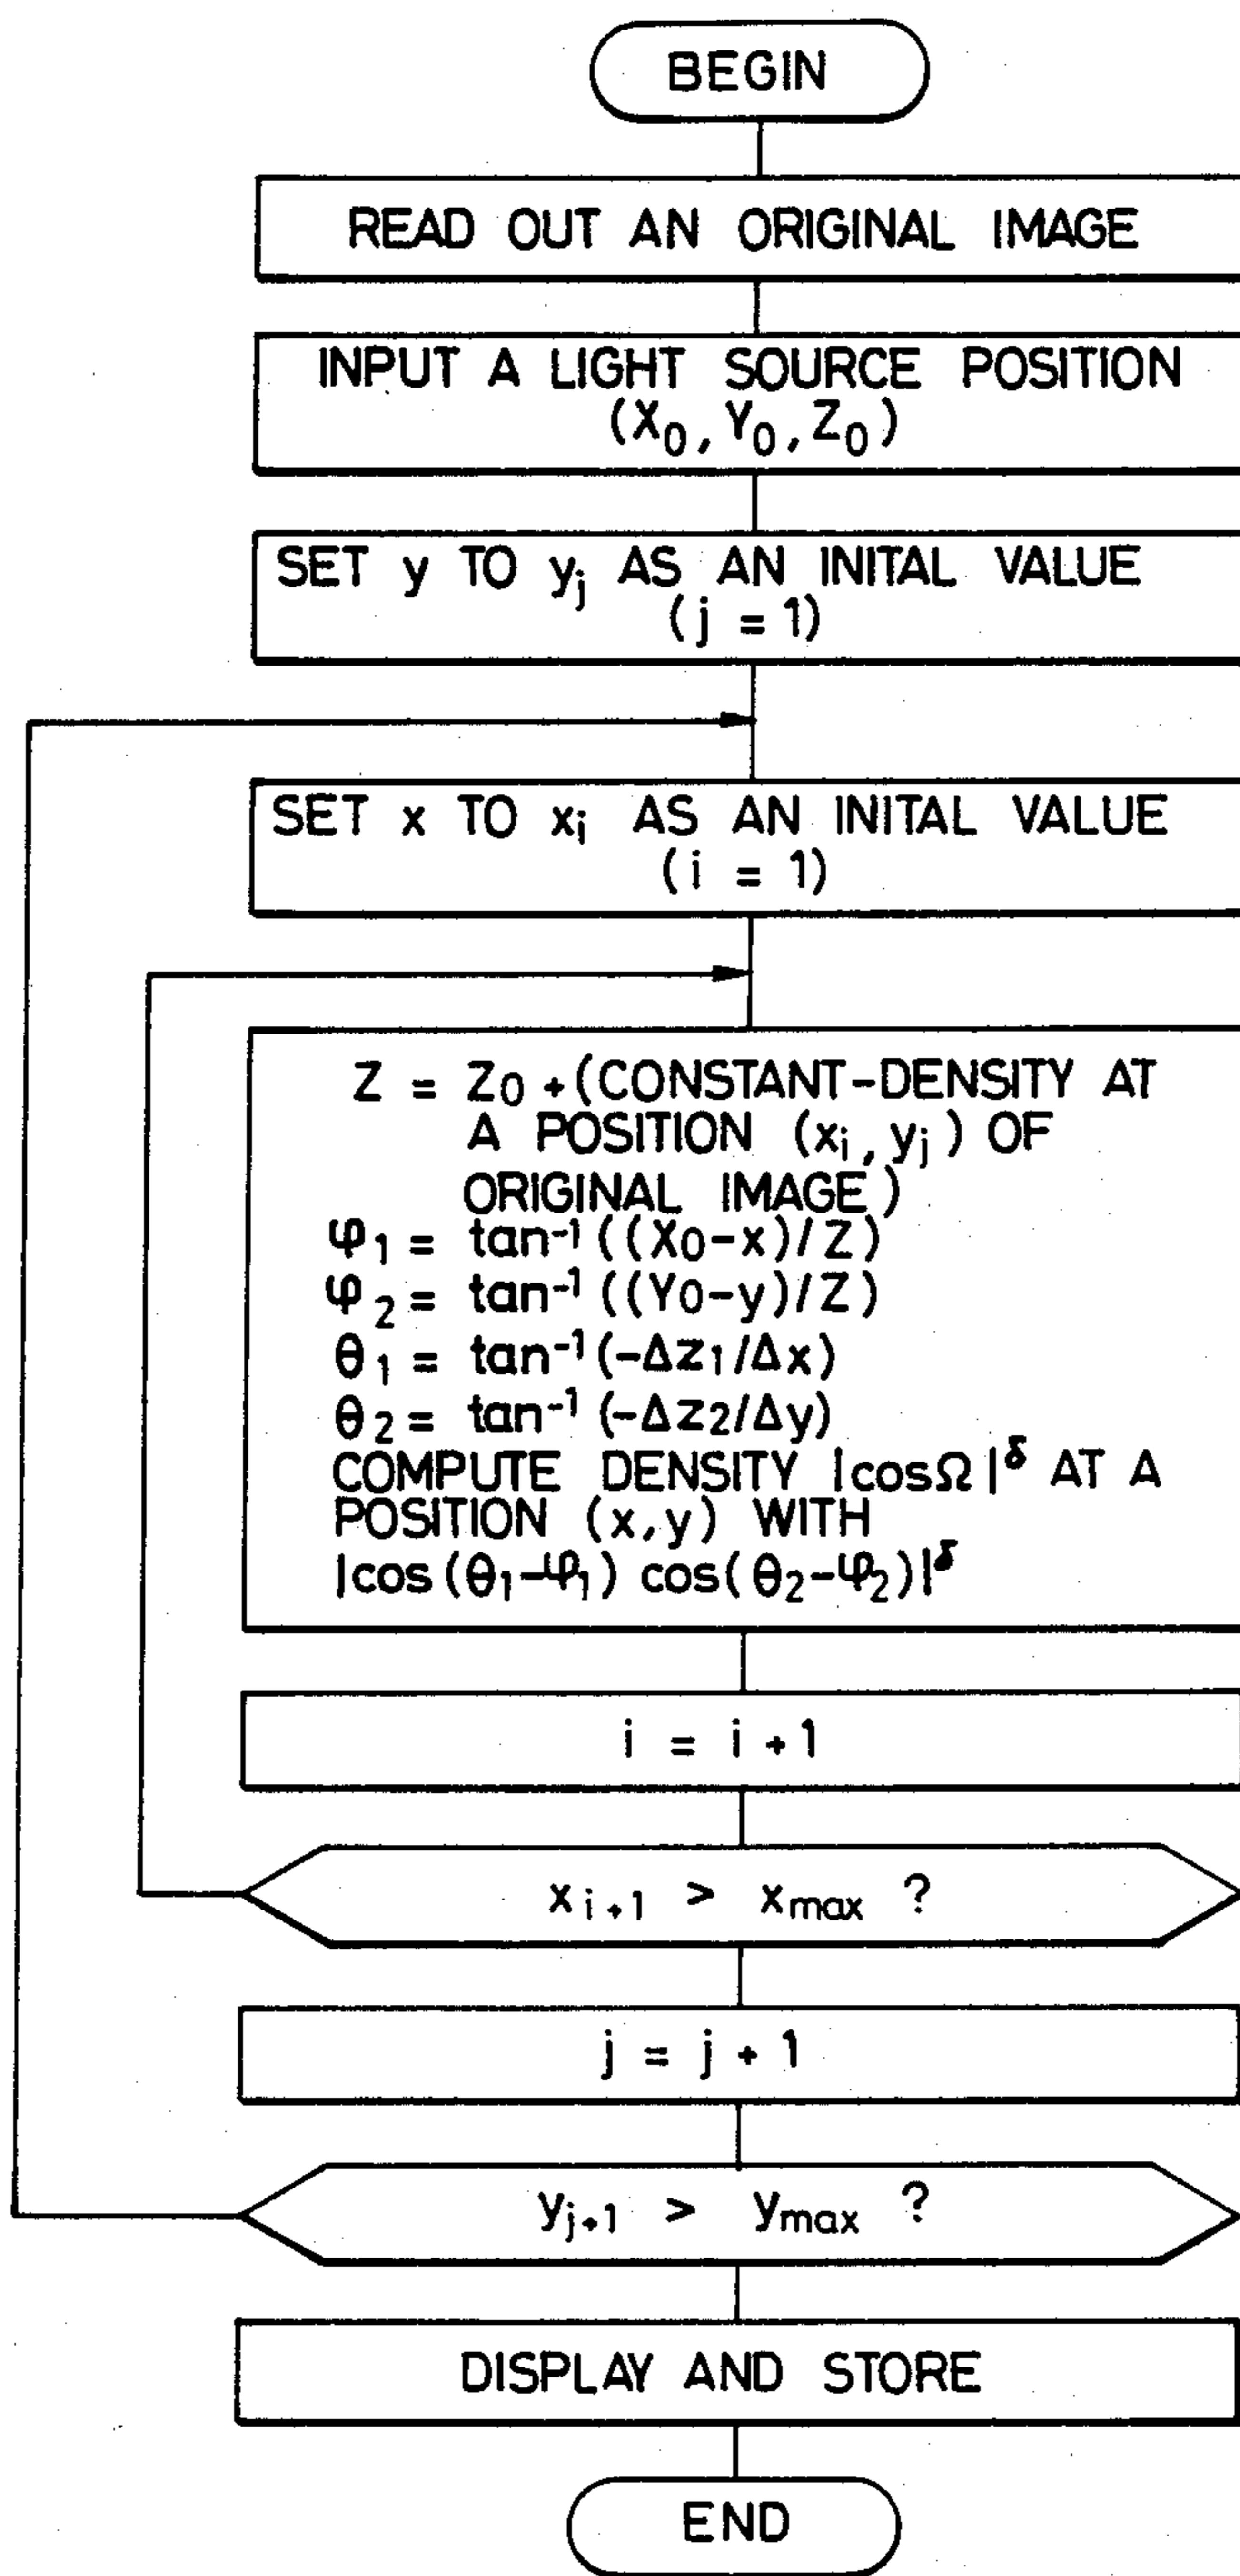 BEGIN
READ OUT AN ORIGINAL IMAGE
INPUT A LIGHT SOURCE POSITION
(X₀, Y₀, Z₀)
SET y TO yⱼ AS AN INITAL VALUE
(j = 1)
SET x TO xᵢ AS AN INITAL VALUE
(i = 1)
Z = Z₀ + (CONSTANT-DENSITY AT
A POSITION (xᵢ, yⱼ) OF
ORIGINAL IMAGE)
φ₁ = tan⁻¹ ((X₀-x)/Z)
φ₂ = tan⁻¹ ((Y₀-y)/Z)
θ₁ = tan⁻¹ (-Δz₁/Δx)
θ₂ = tan⁻¹ (-Δz₂/Δy)
COMPUTE DENSITY |cosΩ|^δ AT A
POSITION (x,y) WITH
|cos(θ₁-φ₁) cos(θ₂-φ₂)|^δ
i = i + 1
xᵢ₊₁ > x_max ?
j = j + 1
yⱼ₊₁ > y_max ?
DISPLAY AND STORE
END